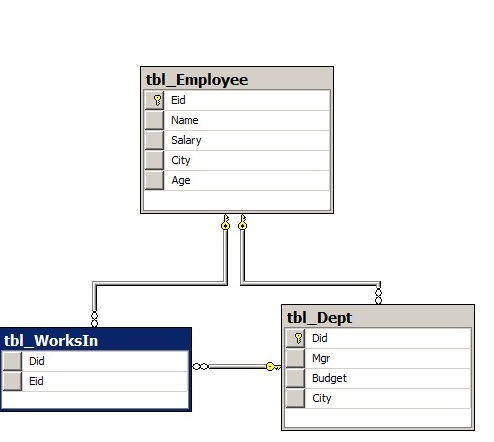 tbl_Employee
Eid
Name
Salary
City
Age
tbl_WorksIn
Did
Eid
tbl_Dept
Did
Mgr
Budget
City